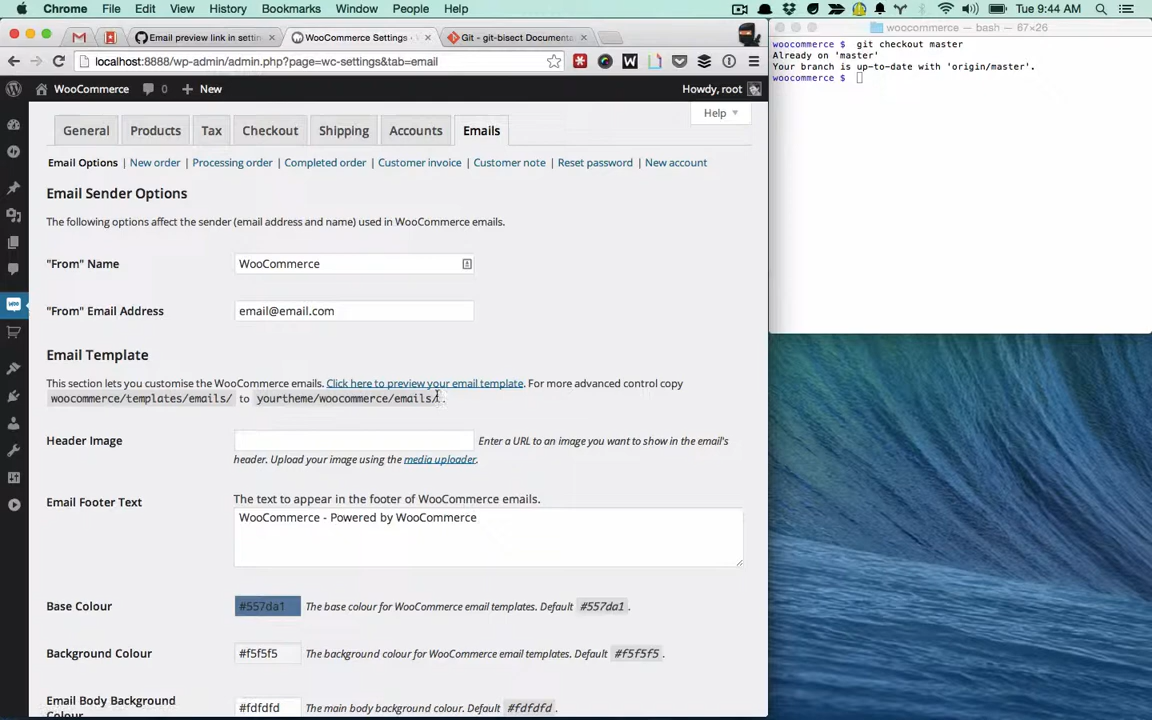 Chrome File Edit View History Bookmarks Window People Help
Tue 9:44 AM
Email preview link in settin
WooCommerce Settings ‹
Git - git-bisect Documenta
woocommerce — bash — 67×26
localhost:8888/wp-admin/admin.php?page=wc-settings&tab=email
WooCommerce 0 New
Howdy, root
woocommerce $ git checkout master
Already on 'master'
Your branch is up-to-date with 'origin/master'.
woocommerce $
Help
General Products Tax Checkout Shipping Accounts Emails
Email Options | New order | Processing order | Completed order | Customer invoice | Customer note | Reset password | New account
Email Sender Options
The following options affect the sender (email address and name) used in WooCommerce emails.
"From" Name
WooCommerce
"From" Email Address
email@email.com
Email Template
This section lets you customise the WooCommerce emails. Click here to preview your email template. For more advanced control copy
woocommerce/templates/emails/ to yourtheme/woocommerce/emails/.
Header Image
Enter a URL to an image you want to show in the email's
header. Upload your image using the media uploader.
Email Footer Text
The text to appear in the footer of WooCommerce emails.
WooCommerce - Powered by WooCommerce
Base Colour
#557da1
The base colour for WooCommerce email templates. Default #557da1.
Background Colour
#f5f5f5
The background colour for WooCommerce email templates. Default #f5f5f5.
Email Body Background
Colour
#fdfdfd
The main body background colour. Default #fdfdfd.